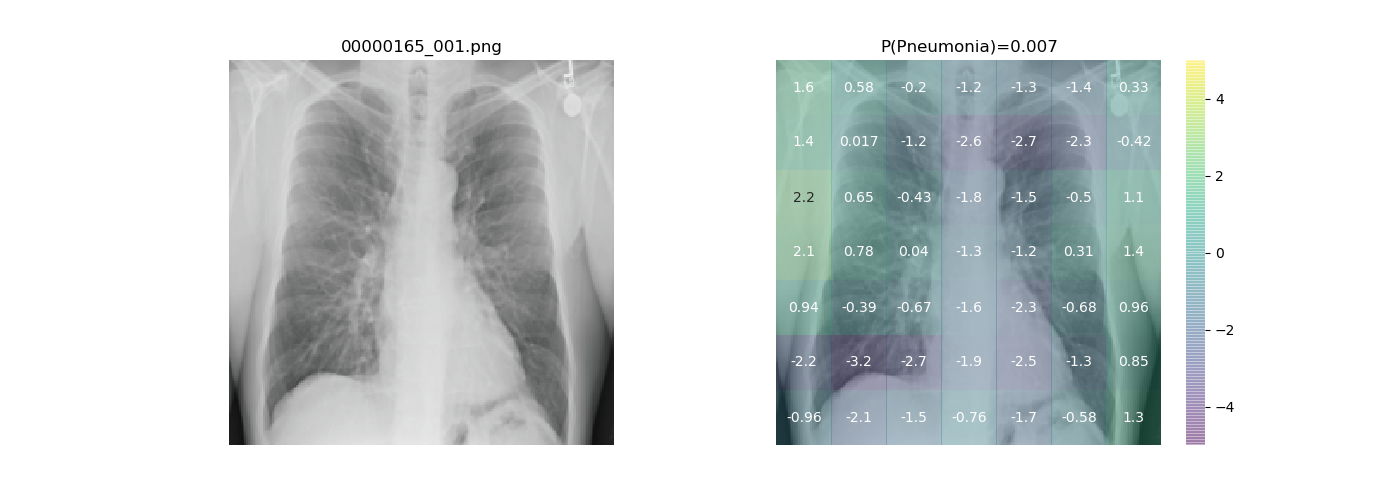 00000165_001.png
P(Pneumonia)=0.007
1.6 0.58 -0.2 -1.2 -1.3 -1.4 0.33
1.4 0.017 -1.2 -2.6 -2.7 -2.3 -0.42
2.2 0.65 -0.43 -1.8 -1.5 -0.5 1.1
2.1 0.78 0.04 -1.3 -1.2 0.31 1.4
0.94 -0.39 -0.67 -1.6 -2.3 -0.68 0.96
-2.2 -3.2 -2.7 -1.9 -2.5 -1.3 0.85
-0.96 -2.1 -1.5 -0.76 -1.7 -0.58 1.3
4
2
0
−2
−4